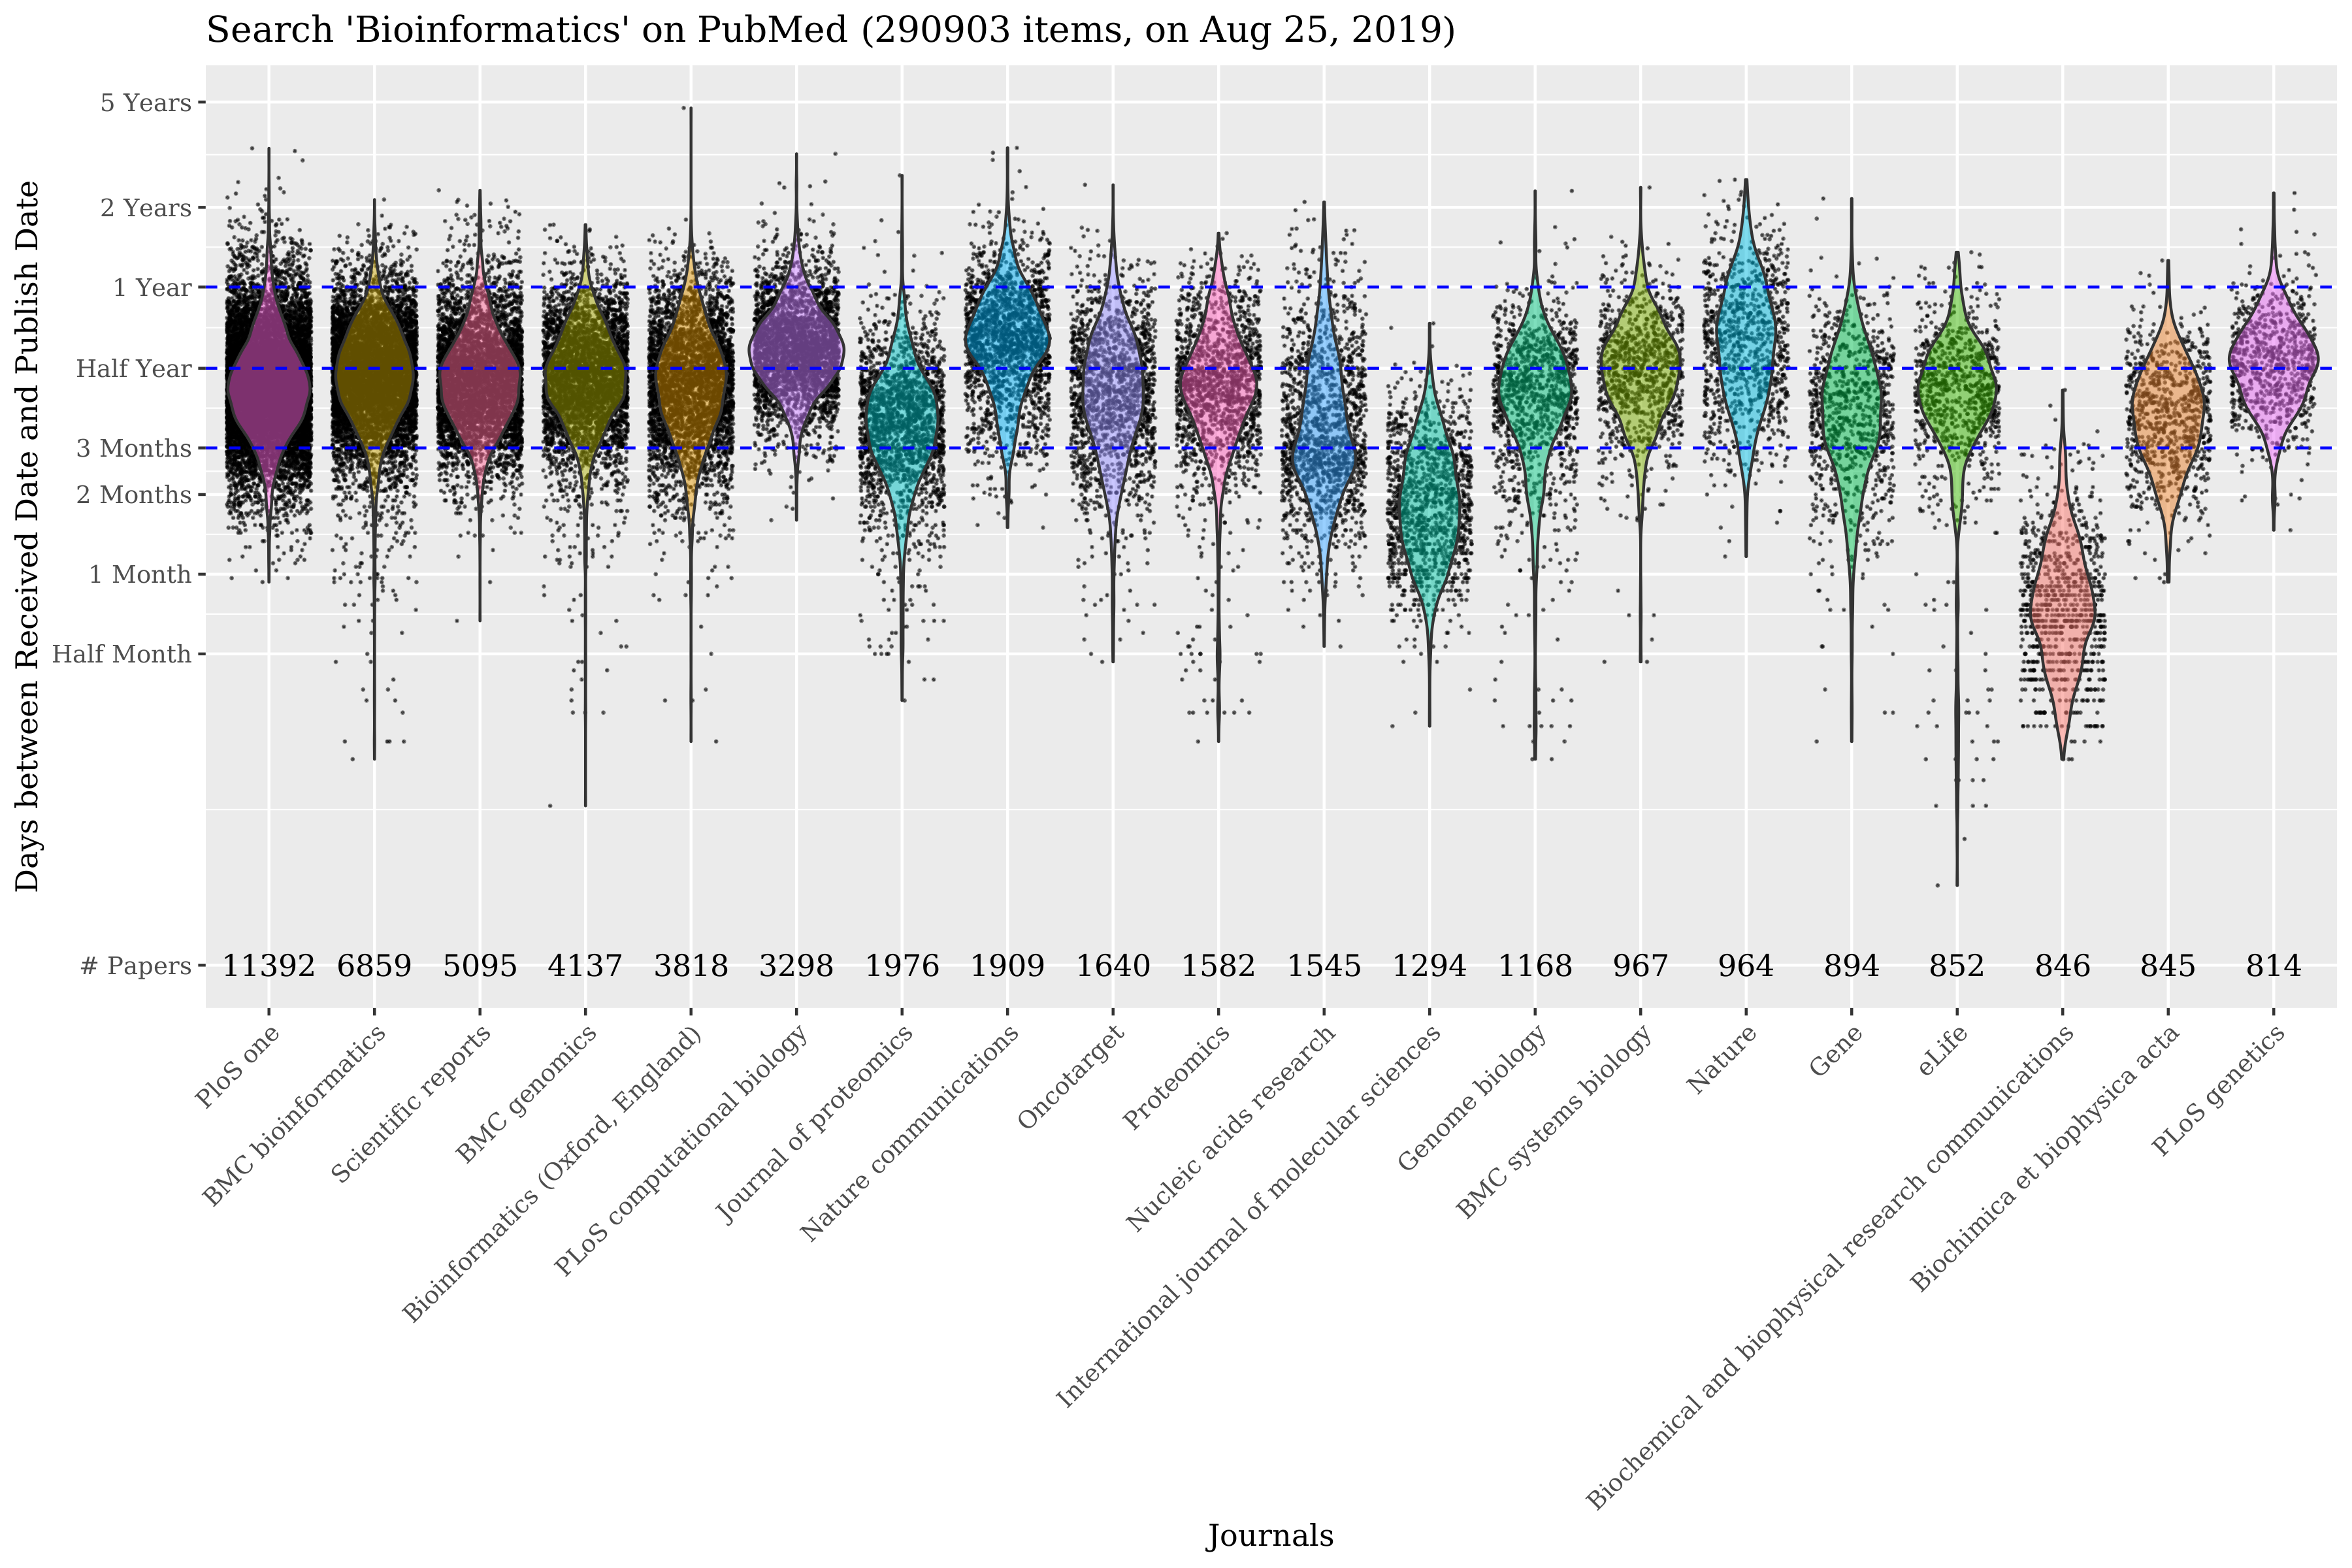 Search 'Bioinformatics' on PubMed (290903 items, on Aug 25, 2019)
Days between Received Date and Publish Date
5 Years
2 Years
1 Year
Half Year
3 Months
2 Months
1 Month
Half Month
# Papers
11392 6859 5095 4137 3818 3298 1976 1909 1640 1582 1545 1294 1168 967 964 894 852 846 845 814
PloS one
BMC bioinformatics
Scientific reports
BMC genomics
Bioinformatics (Oxford, England)
PLoS computational biology
Journal of proteomics
Nature communications
Oncotarget
Proteomics
Nucleic acids research
International journal of molecular sciences
Genome biology
BMC systems biology
Nature
Gene
eLife
Biochemical and biophysical research communications
Biochimica et biophysica acta
PLoS genetics
Journals